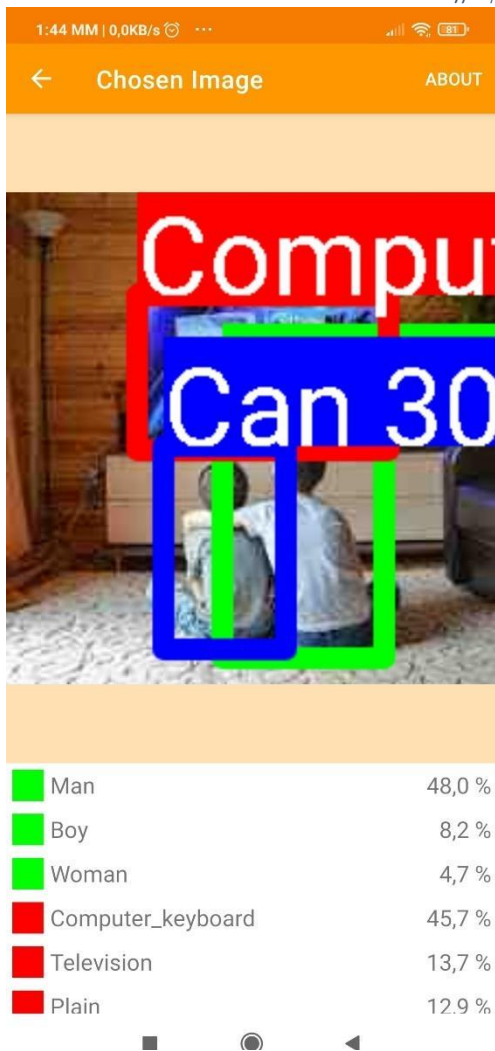 1:44 MM | 0,0KB/s ... 81
Chosen Image ABOUT
Compu
Can 30
Man 48,0 %
Boy 8,2 %
Woman 4,7 %
Computer_keyboard 45,7 %
Television 13,7 %
Plain 12,9 %